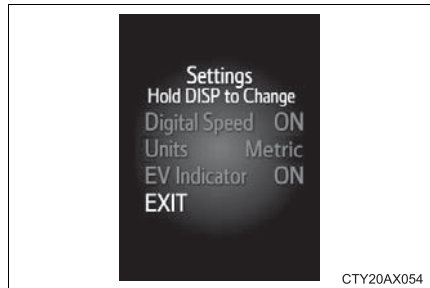 Settings
Hold DISP to Change
Digital Speed ON
Units Metric
EV Indicator ON
EXIT
CTY20AX054